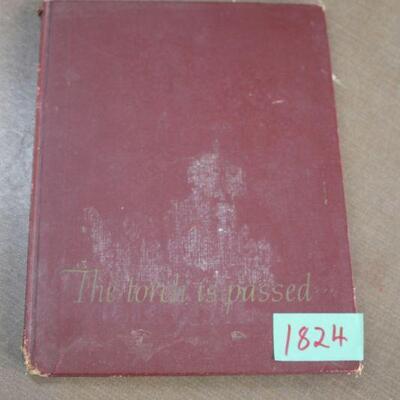 The torch is passed...
1824